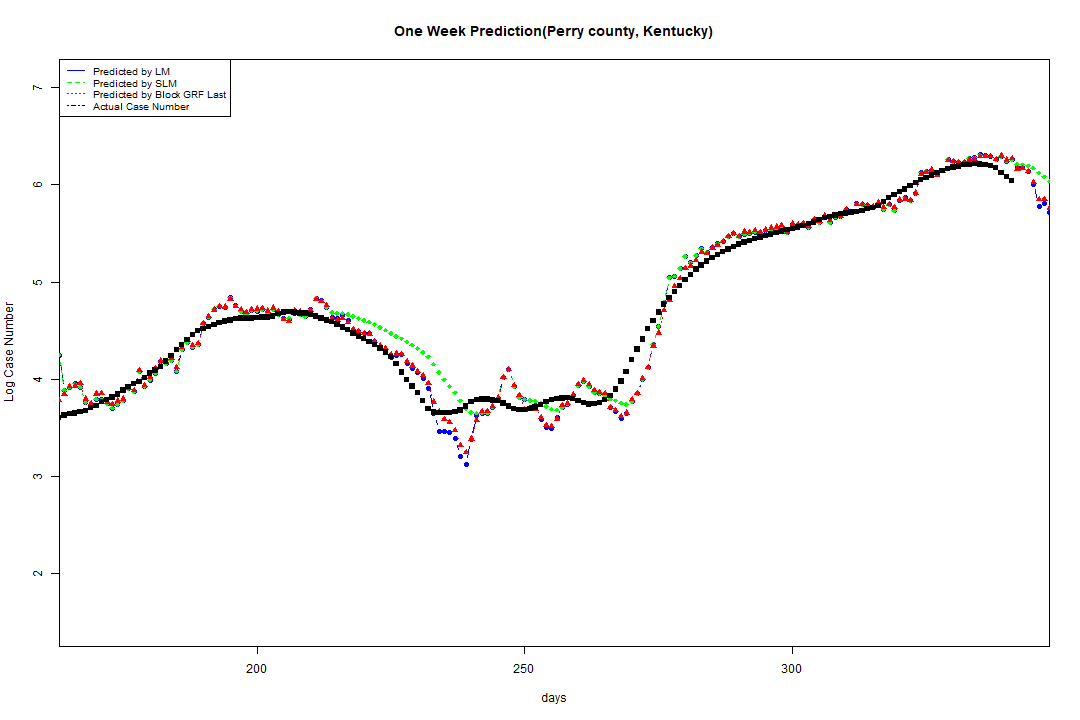 One Week Prediction(Perry county, Kentucky)
Predicted by LM
Predicted by SLM
Predicted by Block GRF Last
Actual Case Number
7
6
5
4
3
2
Log Case Number
200
250
300
days